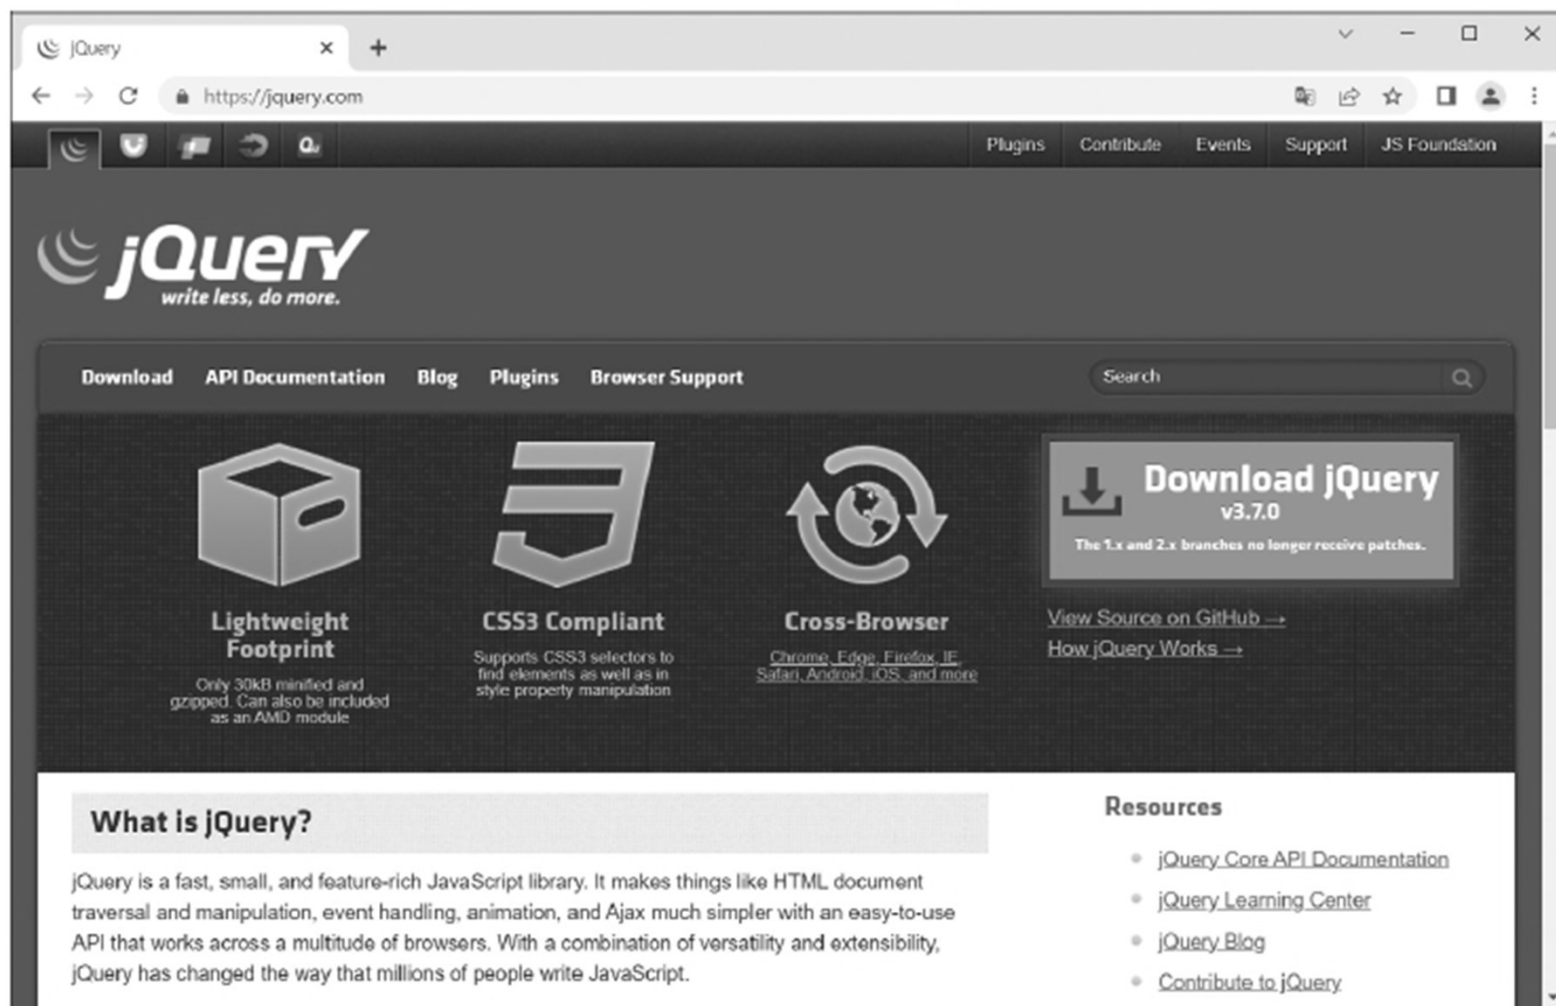 jQuery
https://jquery.com
Plugins Contribute Events Support JS Foundation
jQuery
write less, do more.
Download API Documentation Blog Plugins Browser Support
Search
Lightweight
Footprint
Only 30kB minified and
gzipped. Can also be included
as an AMD module
CSS3 Compliant
Supports CSS3 selectors to
find elements as well as in
style property manipulation
Cross-Browser
Chrome, Edge, Firefox, IE,
Safari, Android, iOS, and more
Download jQuery
v3.7.0
The 1.x and 2.x branches no longer receive patches.
View Source on GitHub →
How jQuery Works →
What is jQuery?
jQuery is a fast, small, and feature-rich JavaScript library. It makes things like HTML document
traversal and manipulation, event handling, animation, and Ajax much simpler with an easy-to-use
API that works across a multitude of browsers. With a combination of versatility and extensibility,
jQuery has changed the way that millions of people write JavaScript.
Resources
jQuery Core API Documentation
jQuery Learning Center
jQuery Blog
Contribute to jQuery